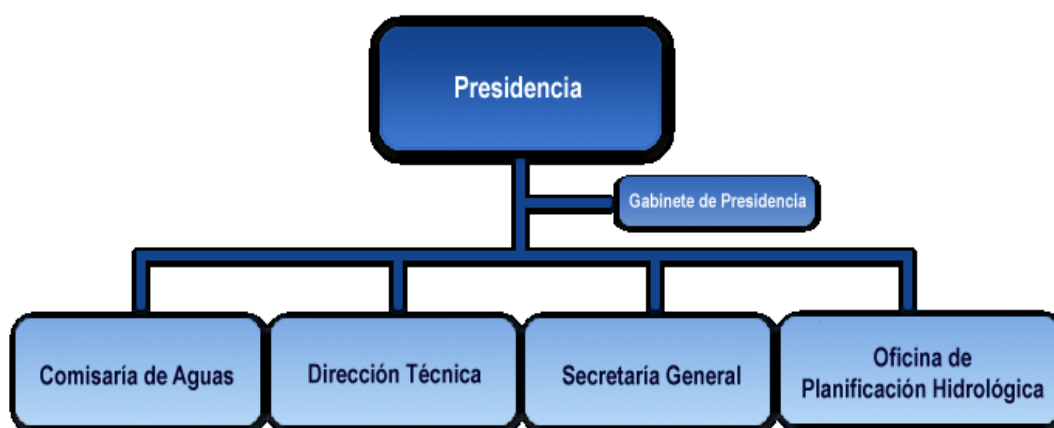 Presidencia
Gabinete de Presidencia
Comisaría de Aguas
Dirección Técnica
Secretaría General
Oficina de
Planificación Hidrológica